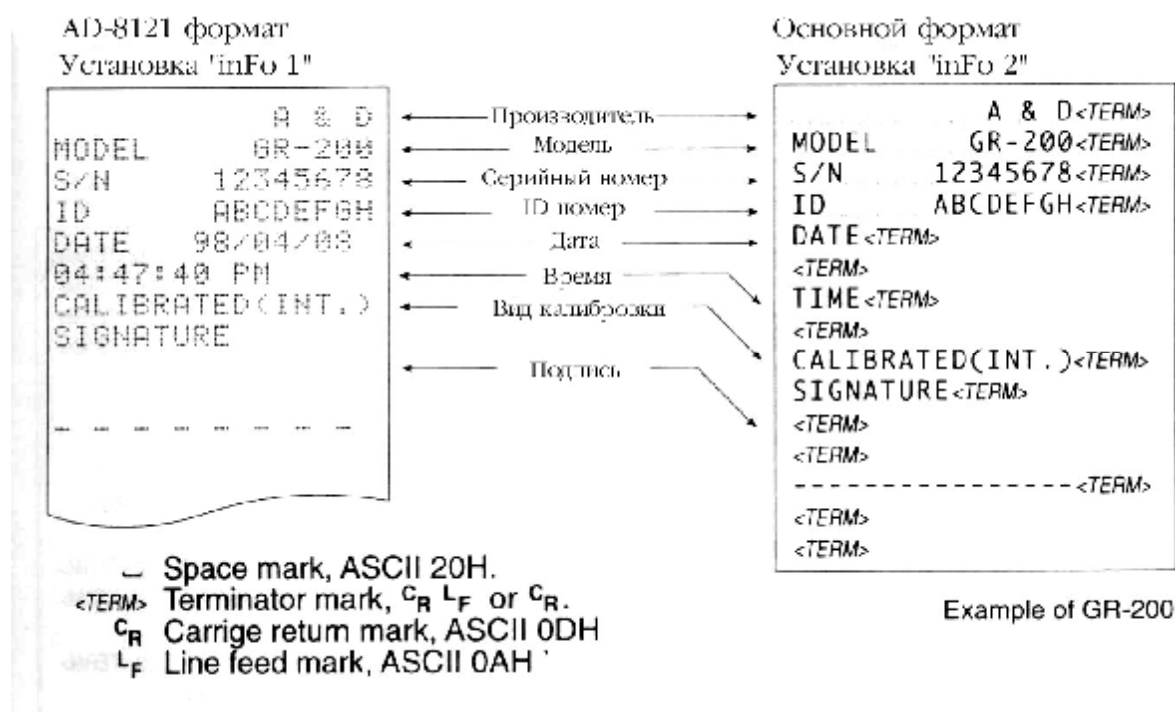 AD-8121 формат
Установка "inFo 1"
A & D
MODEL GR-200
S/N 12345678
ID ABCDEFGH
DATE 98/04/08
04:47:40 PM
CALIBRATED(INT.)
SIGNATURE
- - - - - - - -
Производитель
Модель
Серийный номер
ID номер
Дата
Время
Вид калибровки
Подпись
Основной формат
Установка "inFo 2"
A & D<TERM>
MODEL GR-200<TERM>
S/N 12345678<TERM>
ID ABCDEFGH<TERM>
DATE<TERM>
<TERM>
TIME<TERM>
<TERM>
CALIBRATED(INT.)<TERM>
SIGNATURE<TERM>
<TERM>
<TERM>
----------------<TERM>
<TERM>
<TERM>
⎵ Space mark, ASCII 20H.
<TERM> Terminator mark, CR LF or CR.
CR Carrige return mark, ASCII 0DH
LF Line feed mark, ASCII 0AH
Example of GR-200